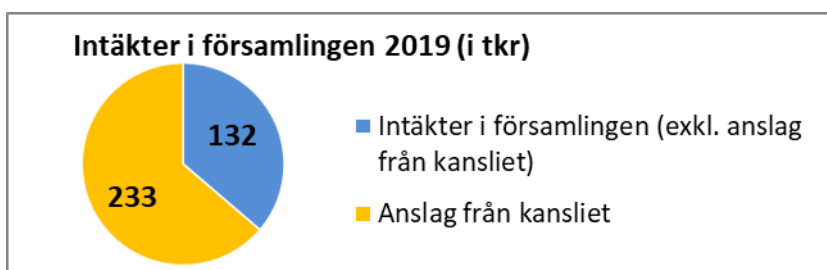 Intäkter i församlingen 2019 (i tkr)
132
233
Intäkter i församlingen (exkl. anslag
från kansliet)
Anslag från kansliet